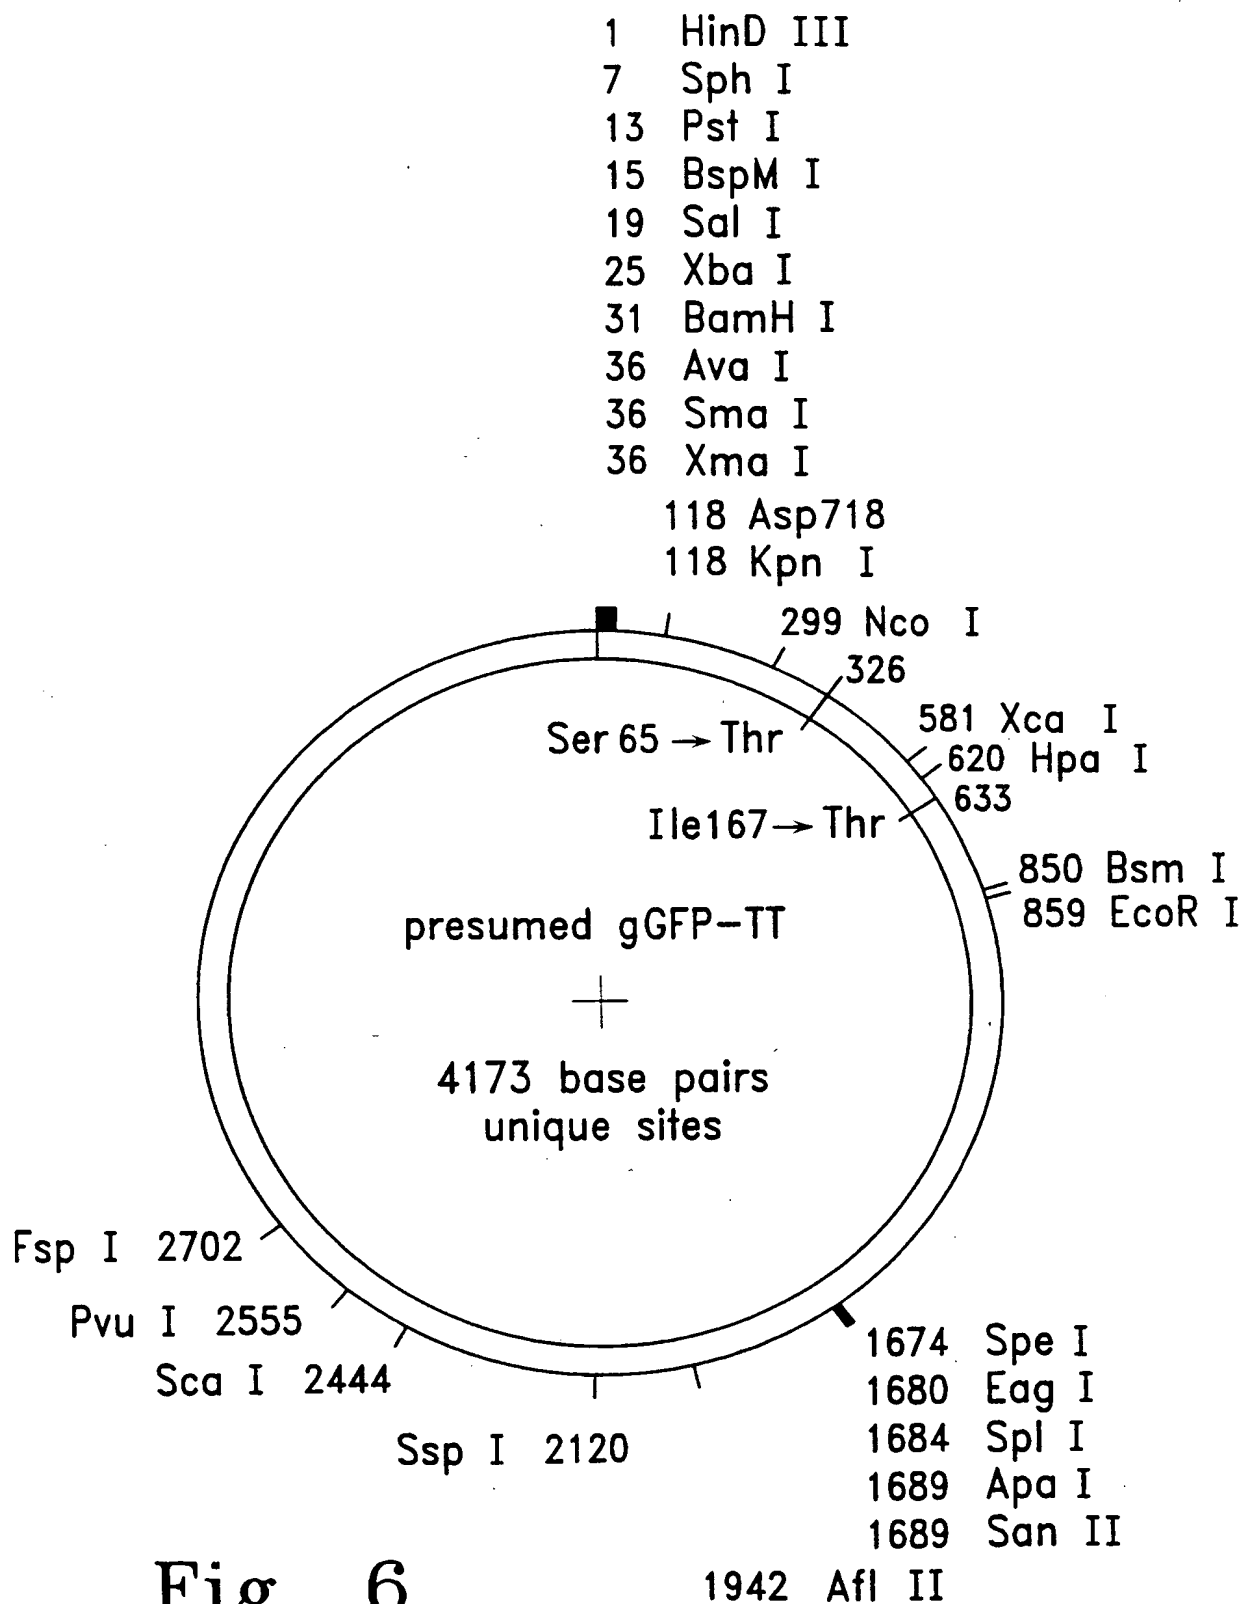 1 HinD III
7 Sph I
13 Pst I
15 BspM I
19 Sal I
25 Xba I
31 BamH I
36 Ava I
36 Sma I
36 Xma I
118 Asp718
118 Kpn I
299 Nco I
326
Ser 65 → Thr
581 Xca I
620 Hpa I
633
Ile167 → Thr
850 Bsm I
859 EcoR I
presumed gGFP-TT
4173 base pairs
unique sites
Fsp I 2702
Pvu I 2555
Sca I 2444
Ssp I 2120
1674 Spe I
1680 Eag I
1684 Spl I
1689 Apa I
1689 San II
1942 Afl II
Fig 6